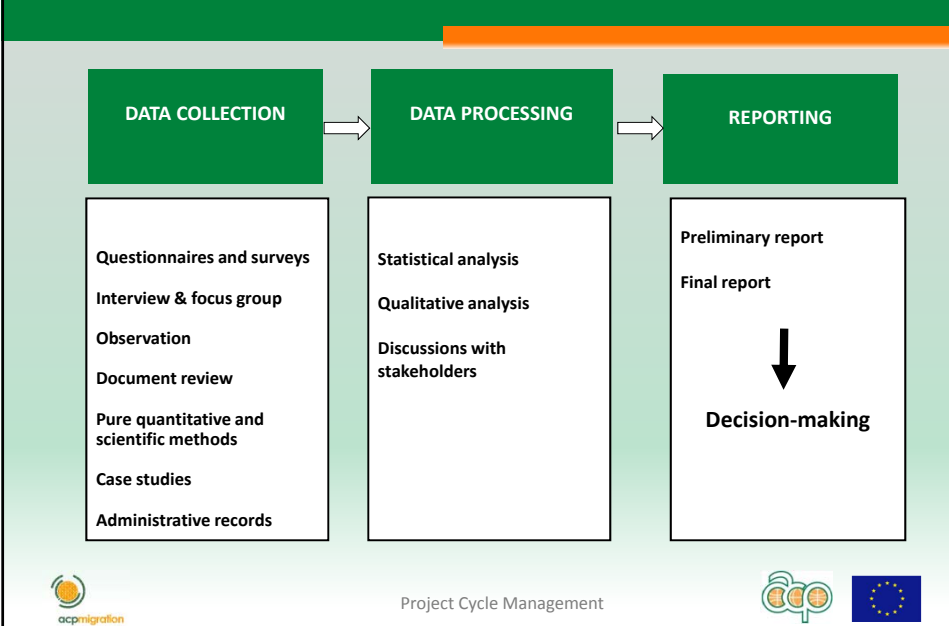 DATA COLLECTION
DATA PROCESSING
REPORTING
Questionnaires and surveys
Interview & focus group
Observation
Document review
Pure quantitative and
scientific methods
Case studies
Administrative records
Statistical analysis
Qualitative analysis
Discussions with
stakeholders
Preliminary report
Final report
Decision-making
acpmigration
Project Cycle Management
acp